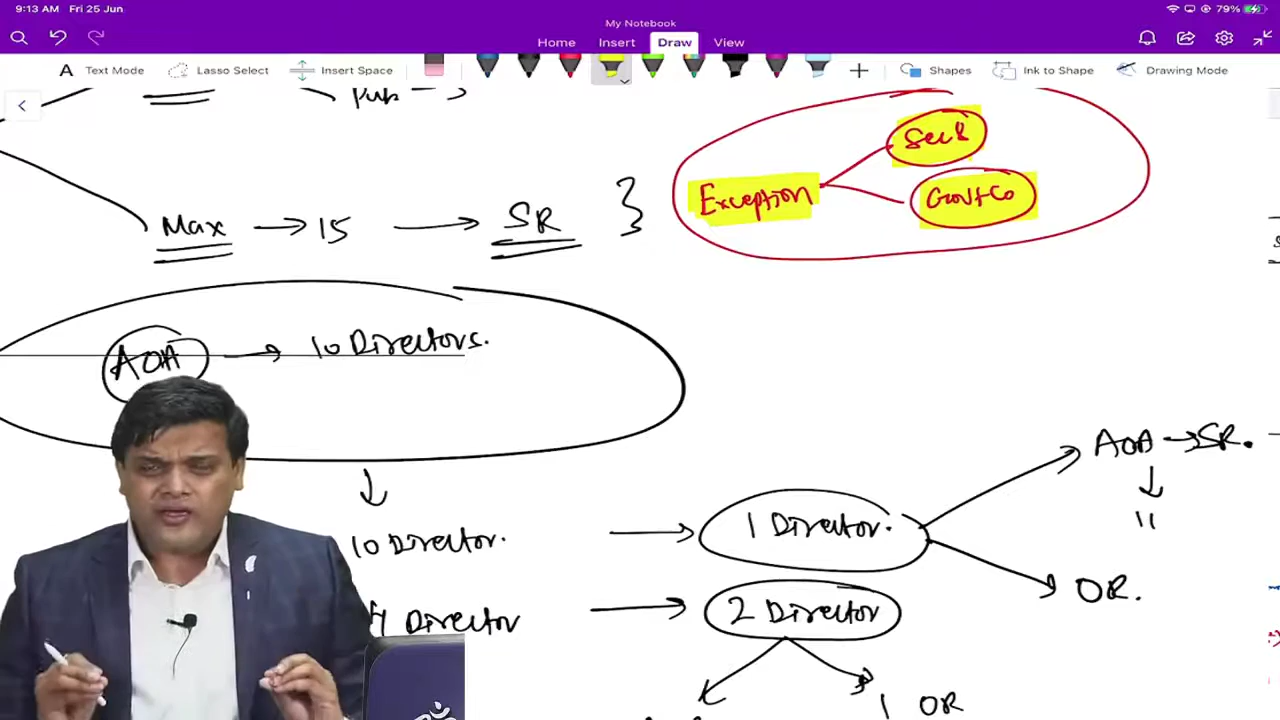 9:13 AM Fri 25 Jun
79%
My Notebook
Home Insert Draw View
Text Mode Lasso Select Insert Space Shapes Ink to Shape Drawing Mode
Pub
Sec 8
Exception
Govt Co
Max → 15 → SR }
AOA → 10 Directors.
AOA → SR.
11
1 Director.
10 Director.
OR.
2 Director
Director
1 OR